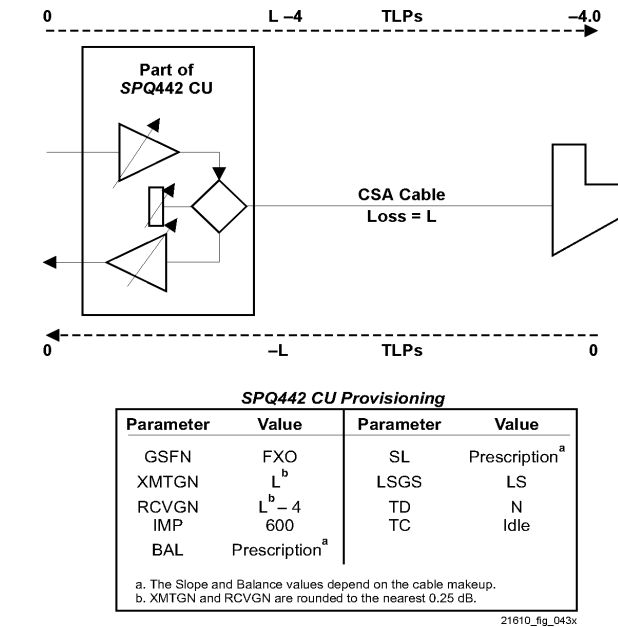 0 L –4 TLPs –4.0
Part of
SPQ442 CU
CSA Cable
Loss = L
0 –L TLPs 0
SPQ442 CU Provisioning
Parameter Value Parameter Value
GSFN FXO SL Prescription a
XMTGN L b LSGS LS
RCVGN L b – 4 TD N
IMP 600 TC Idle
BAL Prescription a
a. The Slope and Balance values depend on the cable makeup.
b. XMTGN and RCVGN are rounded to the nearest 0.25 dB.
21610_fig_043x